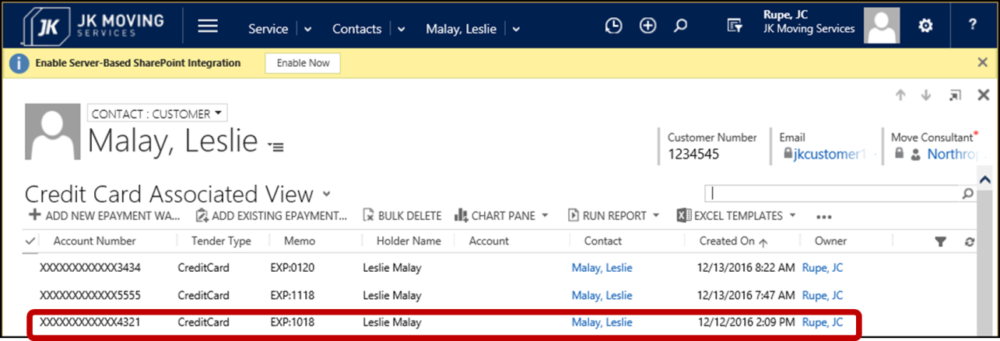 JK JK MOVING SERVICES Service Contacts Malay, Leslie Rupe, JC JK Moving Services ?
Enable Server-Based SharePoint Integration Enable Now
CONTACT : CUSTOMER
Malay, Leslie
Customer Number Email Move Consultant*
1234545 jkcustomer1 Northrop
Credit Card Associated View
ADD NEW EPAYMENT WA... ADD EXISTING EPAYMENT... BULK DELETE CHART PANE RUN REPORT EXCEL TEMPLATES ...
Account Number Tender Type Memo Holder Name Account Contact Created On Owner
XXXXXXXXXXXX3434 CreditCard EXP:0120 Leslie Malay Malay, Leslie 12/13/2016 8:22 AM Rupe, JC
XXXXXXXXXXXX5555 CreditCard EXP:1118 Leslie Malay Malay, Leslie 12/13/2016 7:47 AM Rupe, JC
XXXXXXXXXXXX4321 CreditCard EXP:1018 Leslie Malay Malay, Leslie 12/12/2016 2:09 PM Rupe, JC